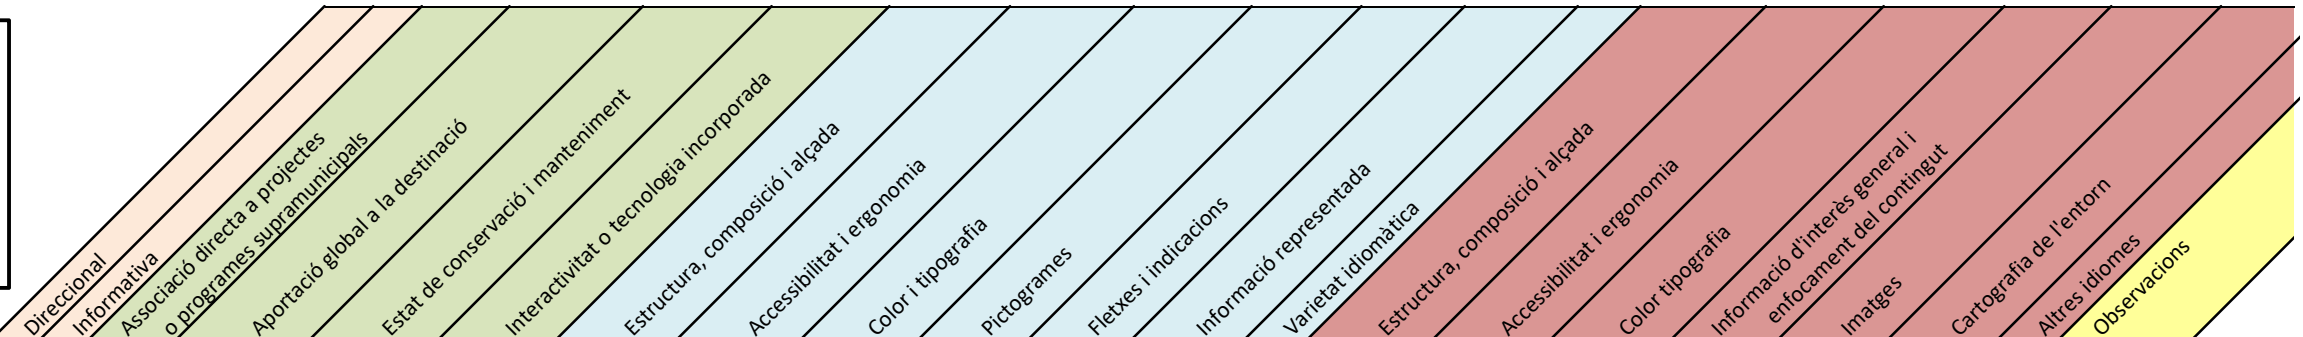 Direccional
Informativa
Associació directa a projectes
o programes supramunicipals
Aportació global a la destinació
Estat de conservació i manteniment
Interactivitat o tecnologia incorporada
Estructura, composició i alçada
Accessibilitat i ergonomia
Color i tipografia
Pictogrames
Fletxes i indicacions
Informació representada
Varietat idiomàtica
Estructura, composició i alçada
Accessibilitat i ergonomia
Color tipografia
Informació d'interès general i
enfocament del contingut
Imatges
Cartografia de l'entorn
Altres idiomes
Observacions